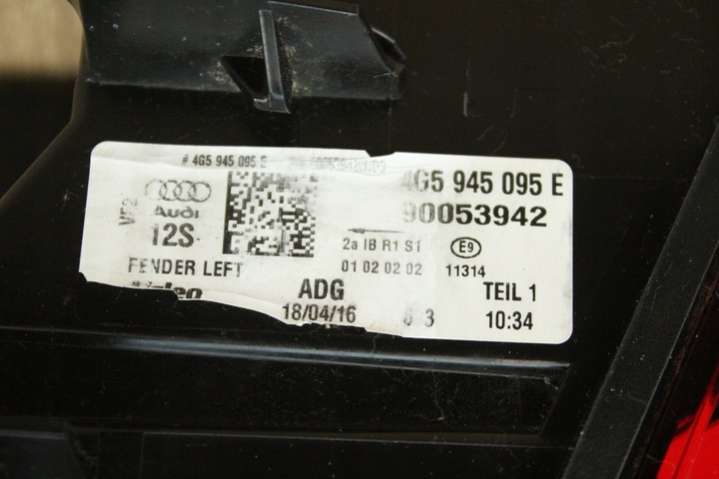 # 4G5 945 095 E
4G5 945 095 E
90053942
VF2
Audi
12S
2a IB R1 S1
E9
FENDER LEFT
01 02 02 02
11314
ADG
TEIL 1
18/04/16
10:34